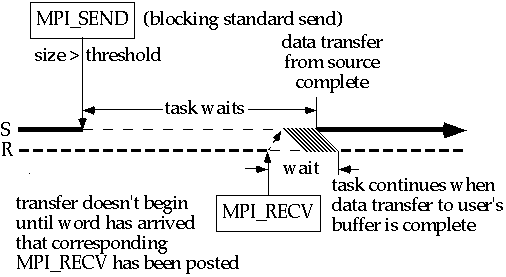 MPI_SEND (blocking standard send)
size > threshold
data transfer
from source
complete
task waits
S
R
wait
MPI_RECV
transfer doesn't begin
until word has arrived
that corresponding
MPI_RECV has been posted
task continues when
data transfer to user's
buffer is complete